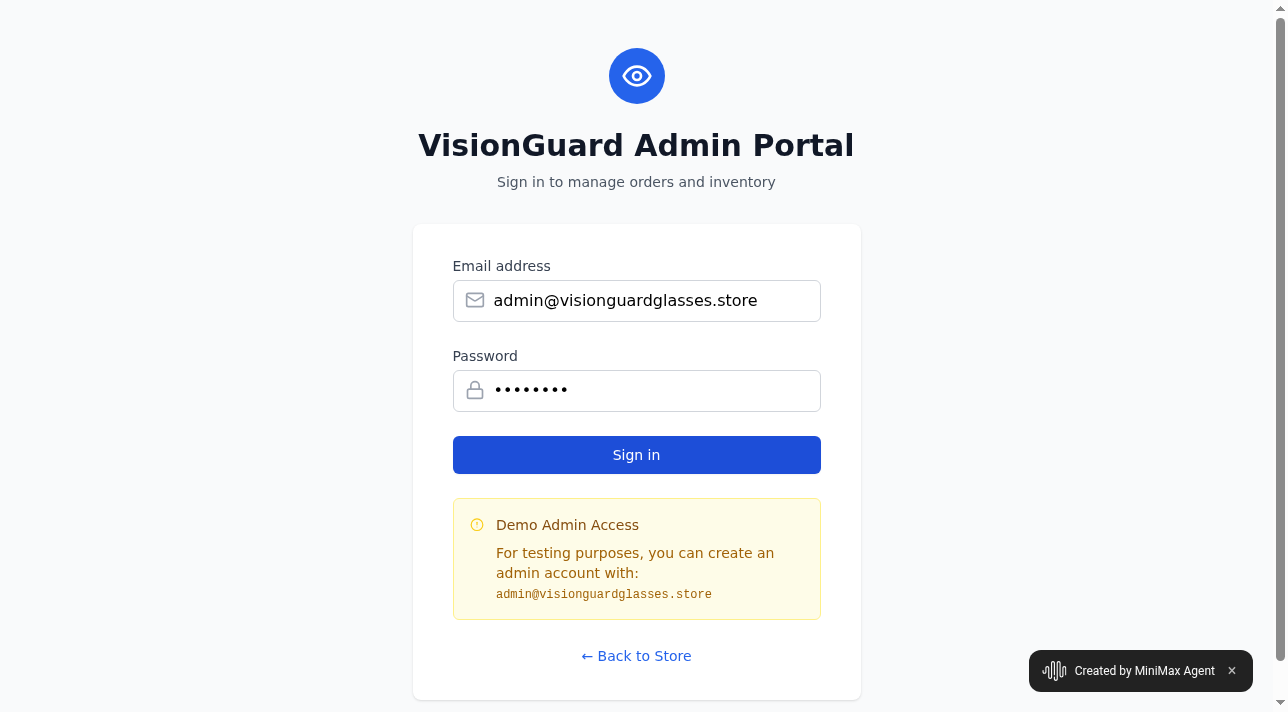 VisionGuard Admin Portal
Sign in to manage orders and inventory
Email address
admin@visionguardglasses.store
Password
••••••••
Sign in
Demo Admin Access
For testing purposes, you can create an
admin account with:
admin@visionguardglasses.store
← Back to Store
Created by MiniMax Agent ×